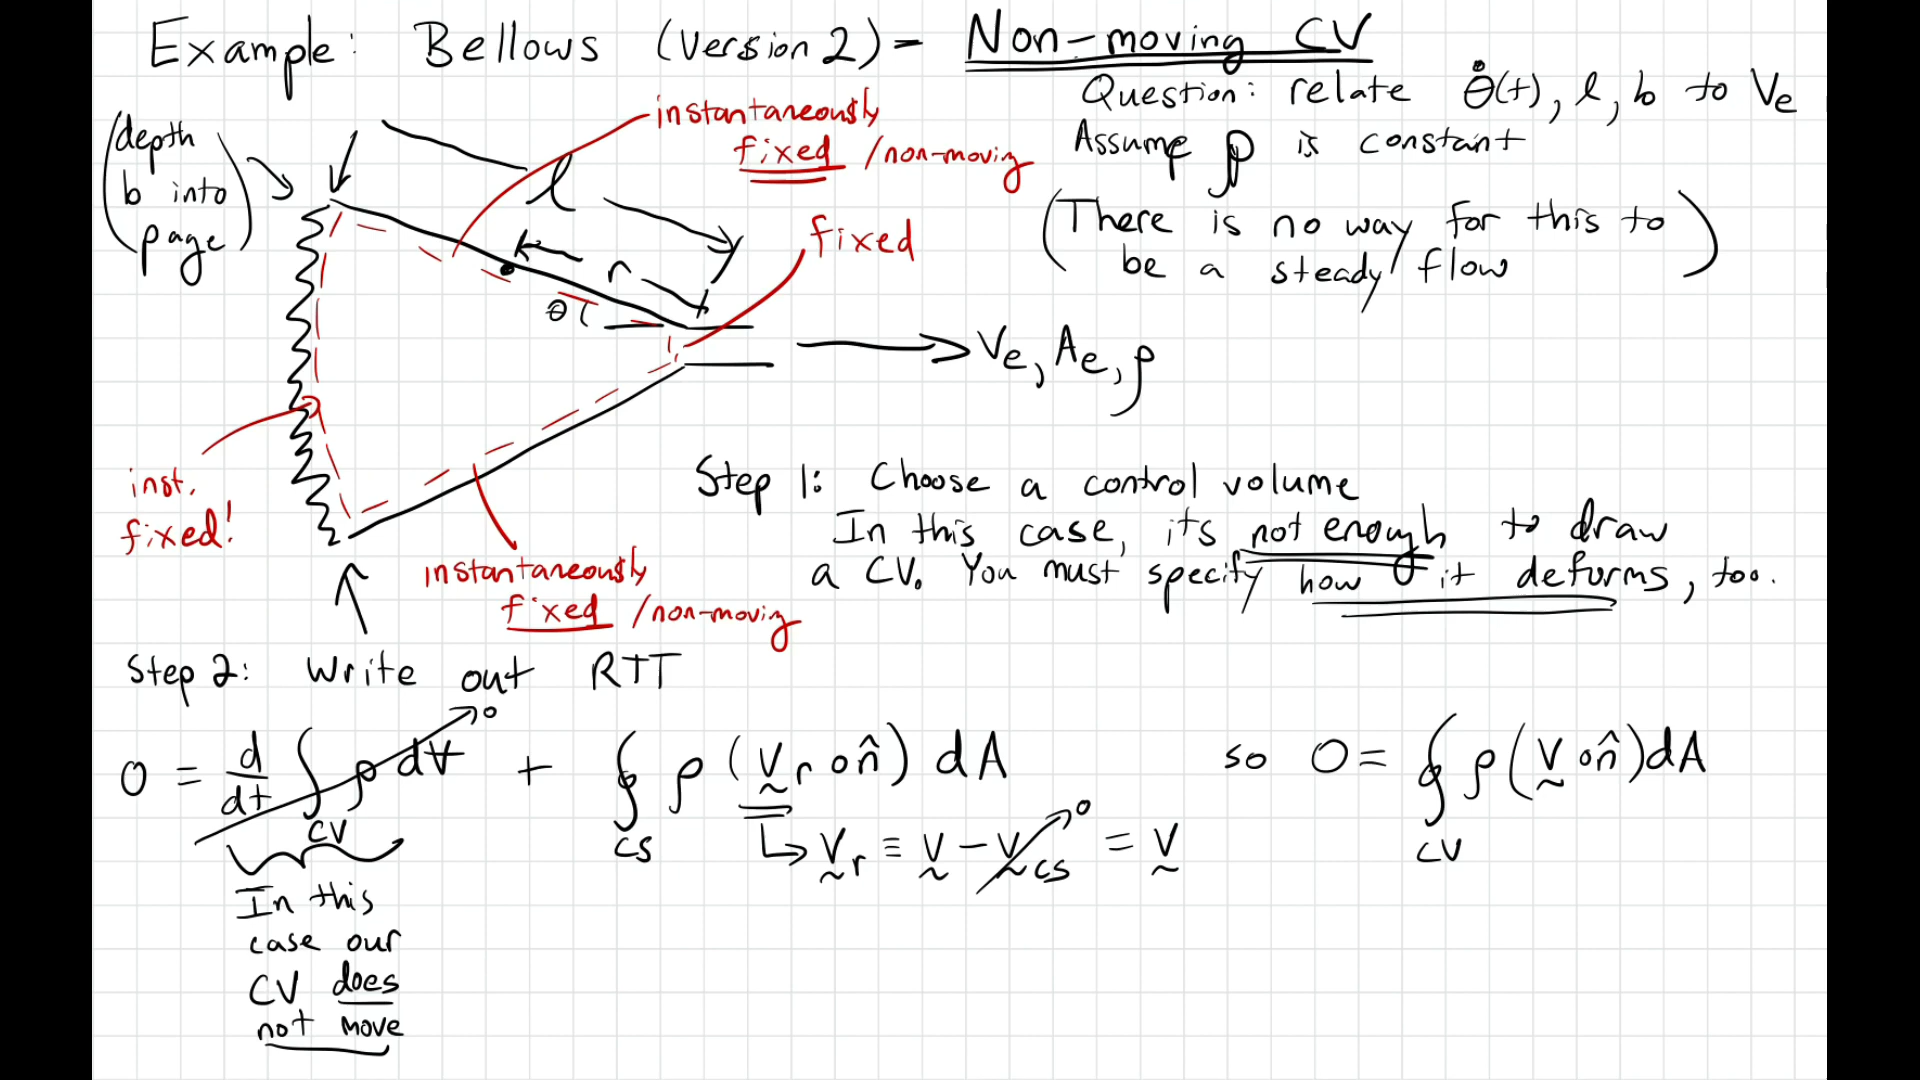 Example: Bellows (Version 2) - Non-moving CV
Question: relate θ̇(t), l, b to Ve
Assume ρ is constant
(There is no way for this to be a steady flow)
(depth
b into
page)
instantaneously
fixed /non-moving
l
r
θ
fixed
Ve, Ae, ρ
inst.
fixed!
instantaneously
fixed /non-moving
Step 1: Choose a control volume
In this case, its not enough to draw
a CV. You must specify how it deforms, too.
Step 2: Write out RTT
0 = d/dt ∫CV ρ dV → 0 + ∮CS ρ (Vr ∘ n̂) dA so 0 = ∮CV ρ (V ∘ n̂) dA
↳ Vr ≡ V − VCS → 0 = V
In this
case our
CV does
not move